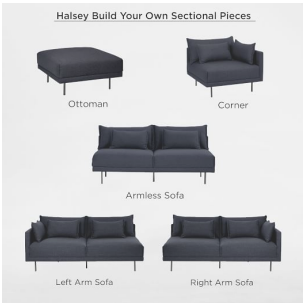 Halsey Build Your Own Sectional Pieces
Ottoman
Corner
Armless Sofa
Left Arm Sofa
Right Arm Sofa